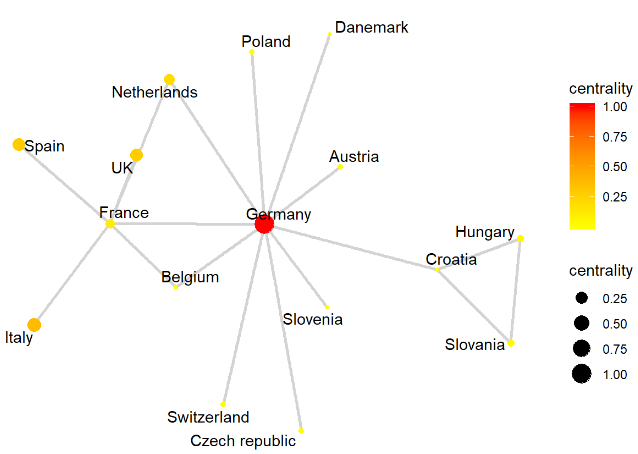 Danemark
Poland
Netherlands
Spain
UK
Austria
France
Germany
Hungary
Croatia
Belgium
Slovenia
Italy
Slovania
Switzerland
Czech republic
centrality
1.00
0.75
0.50
0.25
centrality
0.25
0.50
0.75
1.00